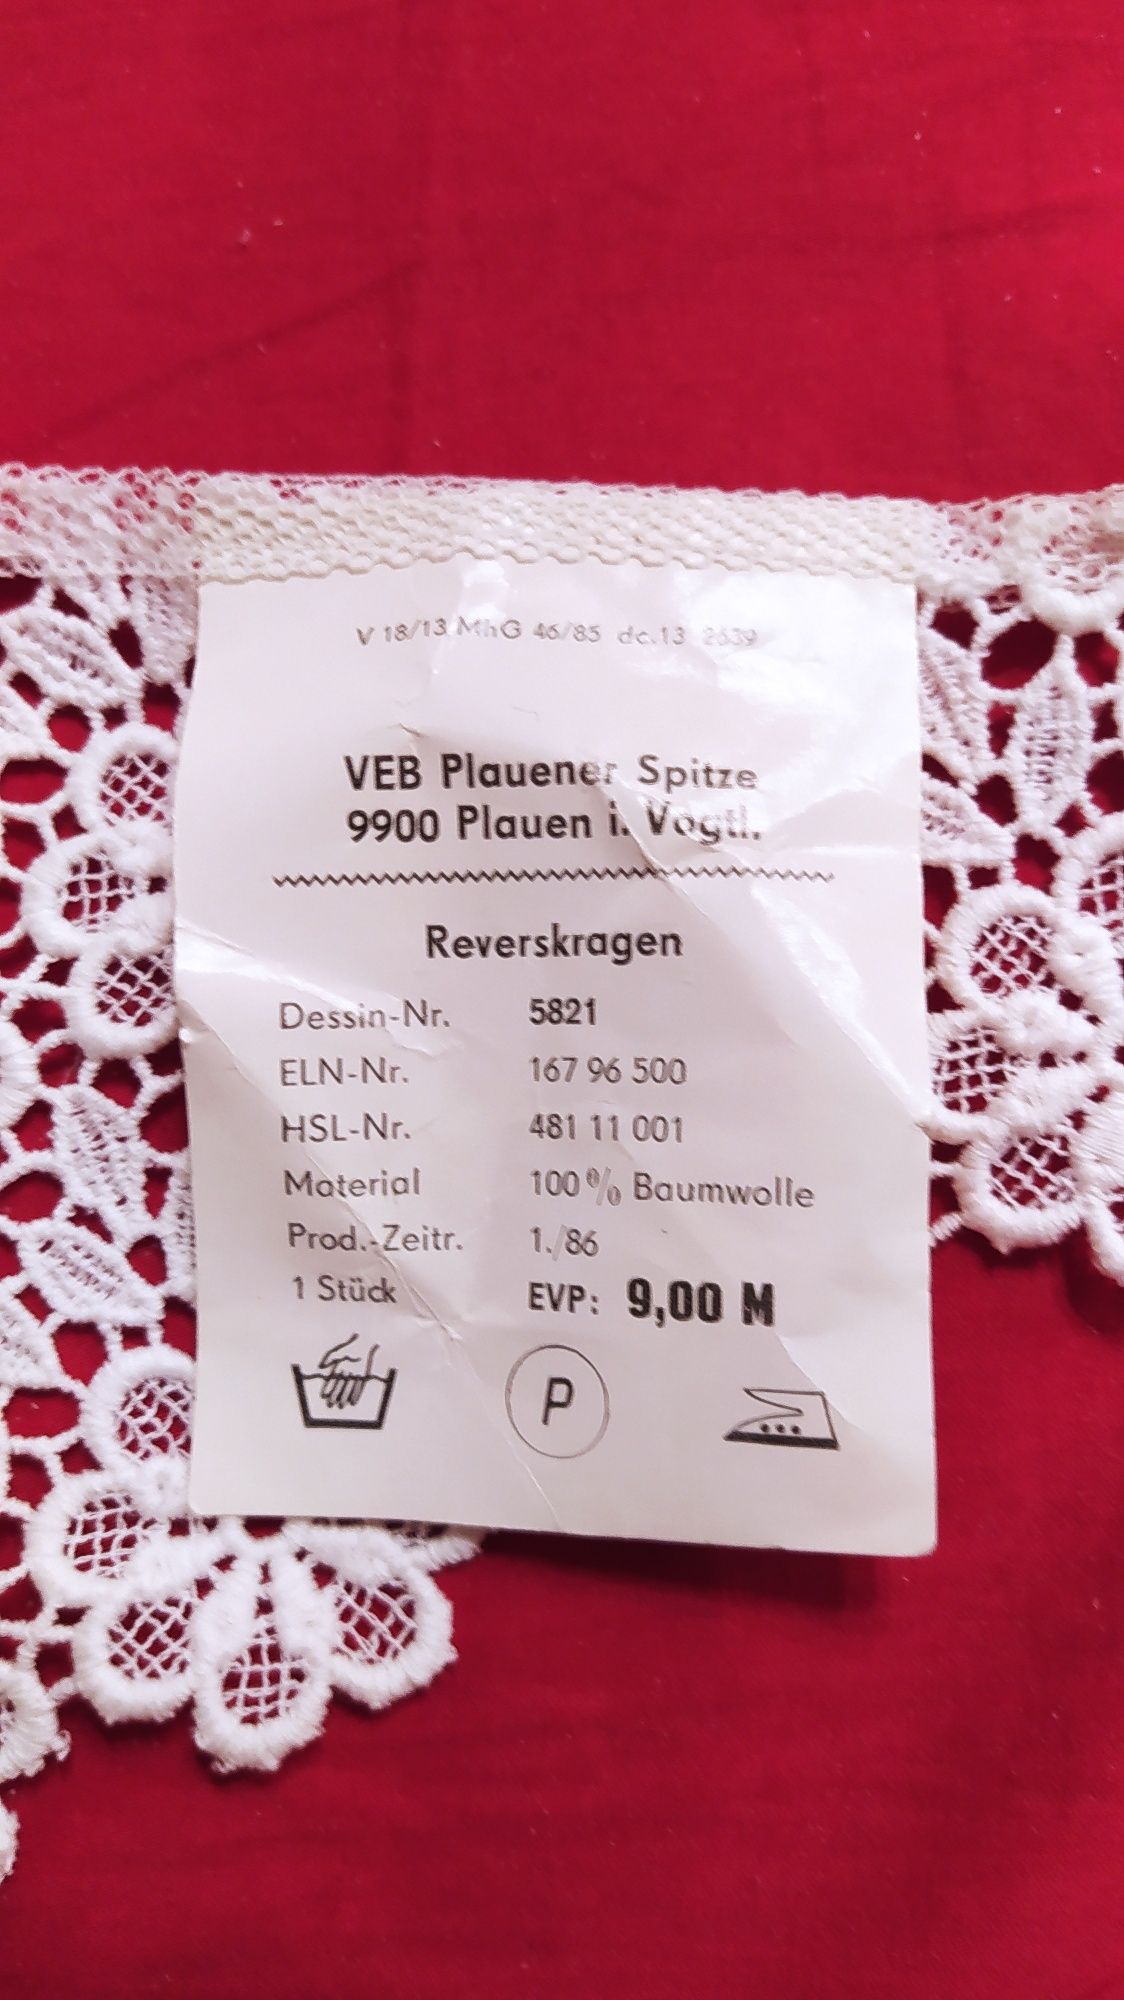 V 18/13 MhG 46/85 dc.13 2639
VEB Plauener Spitze
9900 Plauen i. Vogtl.
Reverskragen
Dessin-Nr. 5821
ELN-Nr. 167 96 500
HSL-Nr. 481 11 001
Material 100% Baumwolle
Prod.-Zeitr. 1./86
1 Stück EVP: 9,00 M
P